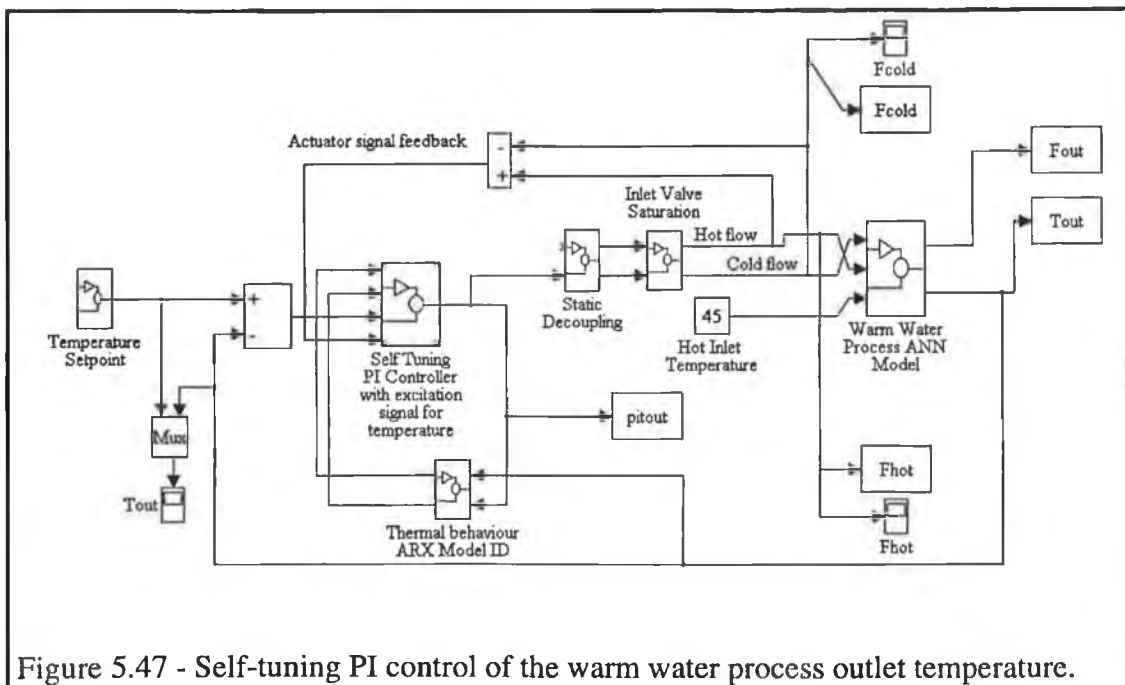 Fcold
Fcold
Actuator signal feedback
-
+
Fout
Inlet Valve
Saturation
Tout
Hot flow
Cold flow
+
-
Static
Decoupling
45
Temperature
Setpoint
Hot Inlet
Temperature
Warm Water
Process ANN
Model
Self Tuning
PI Controller
with excitation
signal for
temperature
pitout
Mux
Fhot
Tout
Thermal behaviour
ARX Model ID
Fhot
Figure 5.47 - Self-tuning PI control of the warm water process outlet temperature.